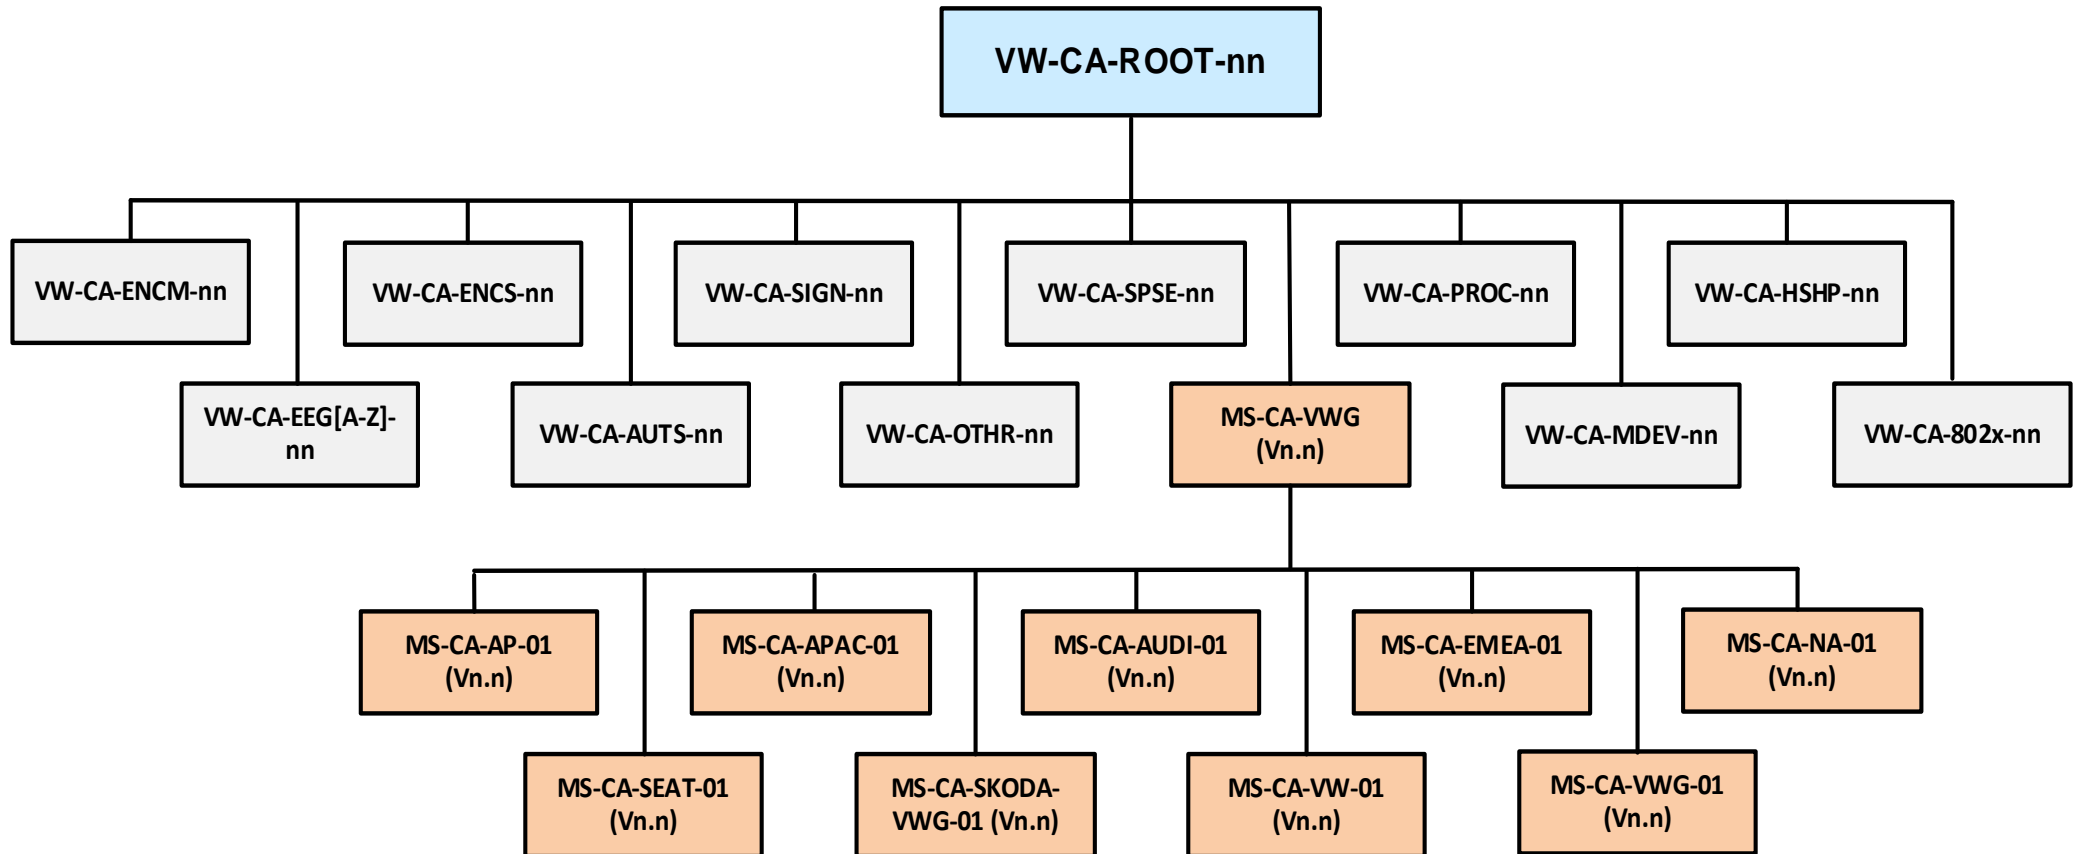 VW-CA-ROOT-nn
VW-CA-ENCM-nn
VW-CA-ENCS-nn
VW-CA-SIGN-nn
VW-CA-SPSE-nn
VW-CA-PROC-nn
VW-CA-HSHP-nn
VW-CA-EEG[A-Z]-
nn
VW-CA-AUTS-nn
VW-CA-OTHR-nn
MS-CA-VWG
(Vn.n)
VW-CA-MDEV-nn
VW-CA-802x-nn
MS-CA-AP-01
(Vn.n)
MS-CA-APAC-01
(Vn.n)
MS-CA-AUDI-01
(Vn.n)
MS-CA-EMEA-01
(Vn.n)
MS-CA-NA-01
(Vn.n)
MS-CA-SEAT-01
(Vn.n)
MS-CA-SKODA-
VWG-01 (Vn.n)
MS-CA-VW-01
(Vn.n)
MS-CA-VWG-01
(Vn.n)